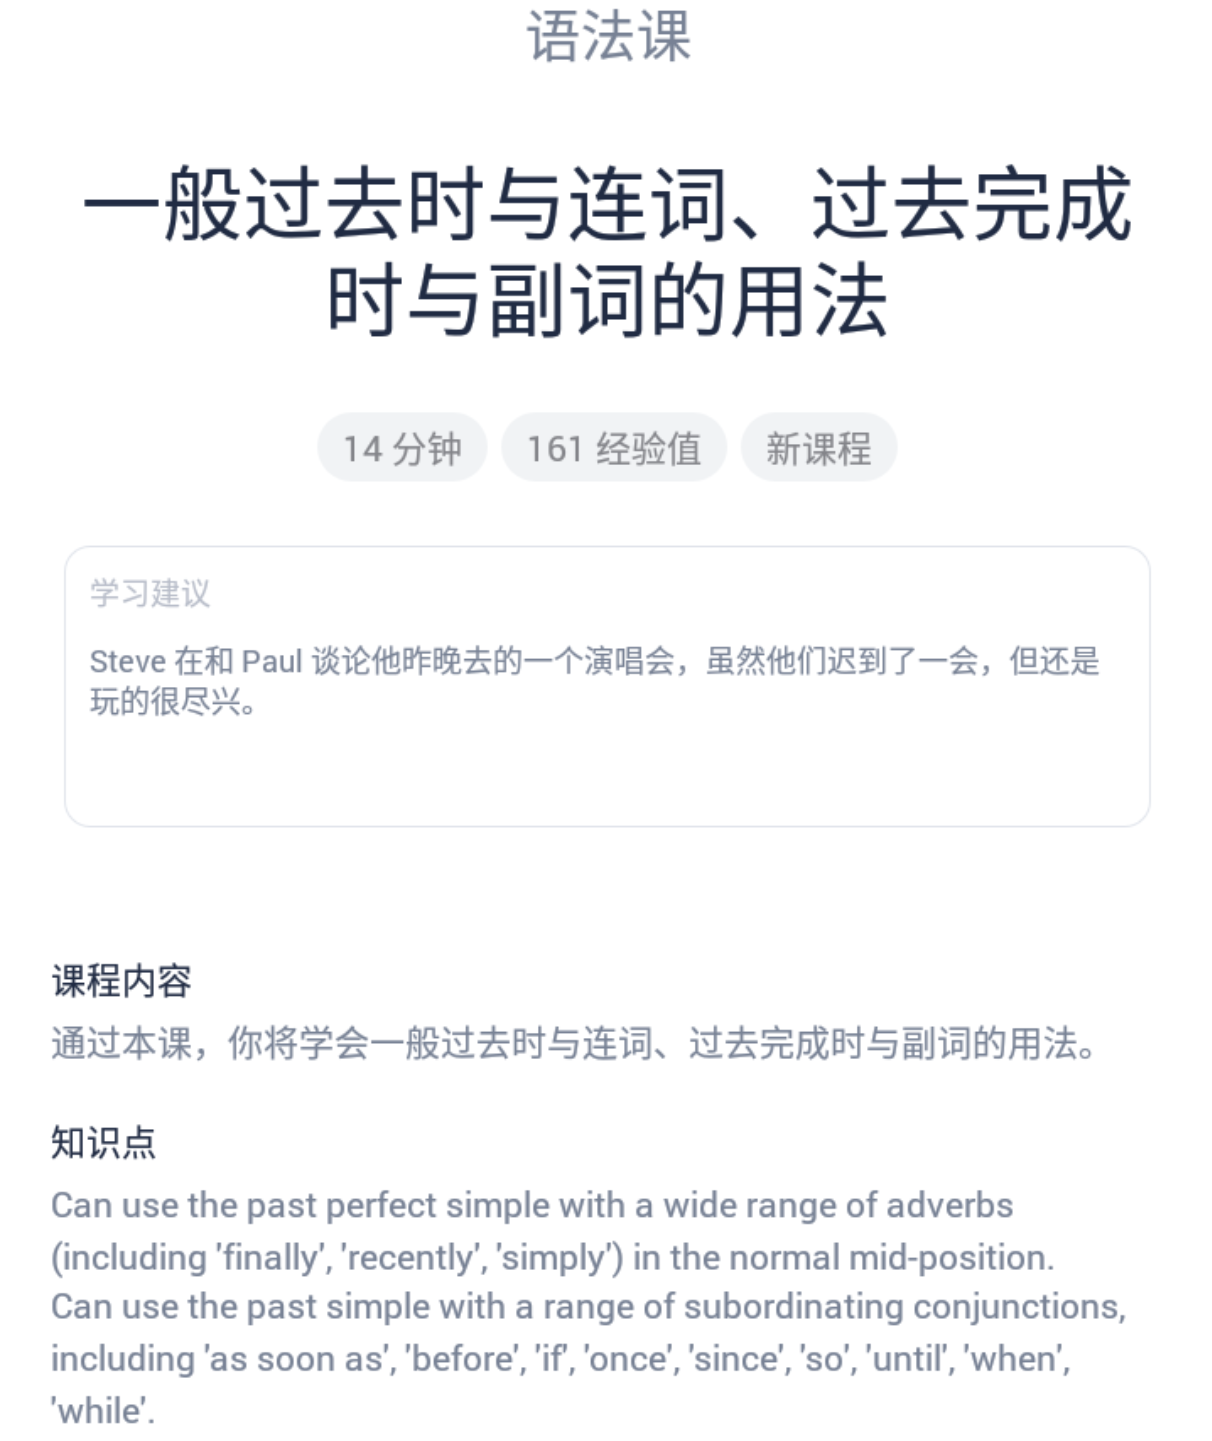 语法课
一般过去时与连词、过去完成
时与副词的用法
14 分钟
161 经验值
新课程
学习建议
Steve 在和 Paul 谈论他昨晚去的一个演唱会，虽然他们迟到了一会，但还是
玩的很尽兴。
课程内容
通过本课，你将学会一般过去时与连词、过去完成时与副词的用法。
知识点
Can use the past perfect simple with a wide range of adverbs
(including 'finally', 'recently', 'simply') in the normal mid-position.
Can use the past simple with a range of subordinating conjunctions,
including 'as soon as', 'before', 'if', 'once', 'since', 'so', 'until', 'when',
'while'.